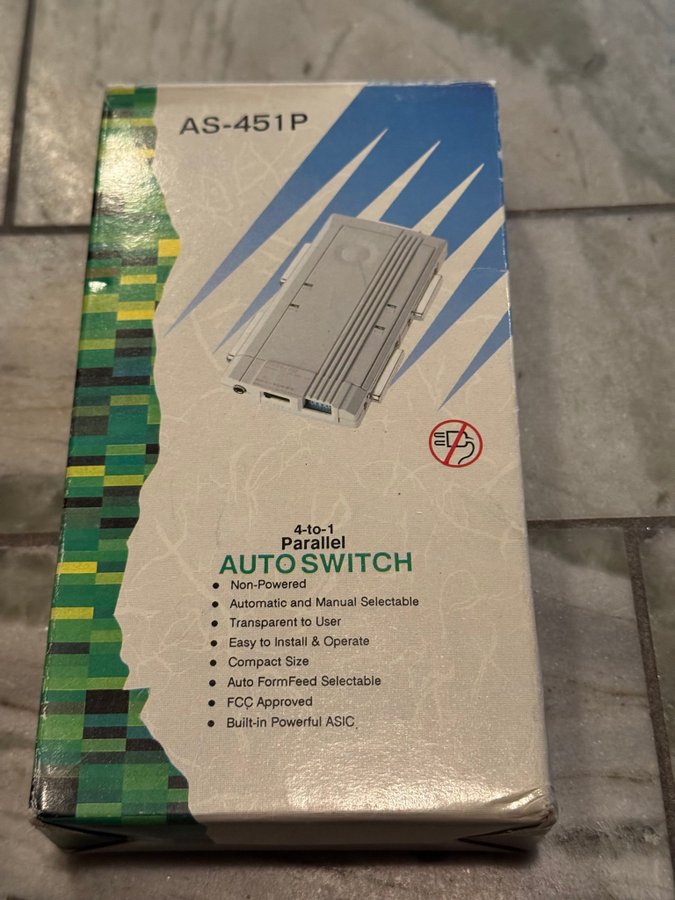 AS-451P
4-to-1
Parallel
AUTO SWITCH
• Non-Powered
• Automatic and Manual Selectable
• Transparent to User
• Easy to Install & Operate
• Compact Size
• Auto FormFeed Selectable
• FCC Approved
• Built-in Powerful ASIC